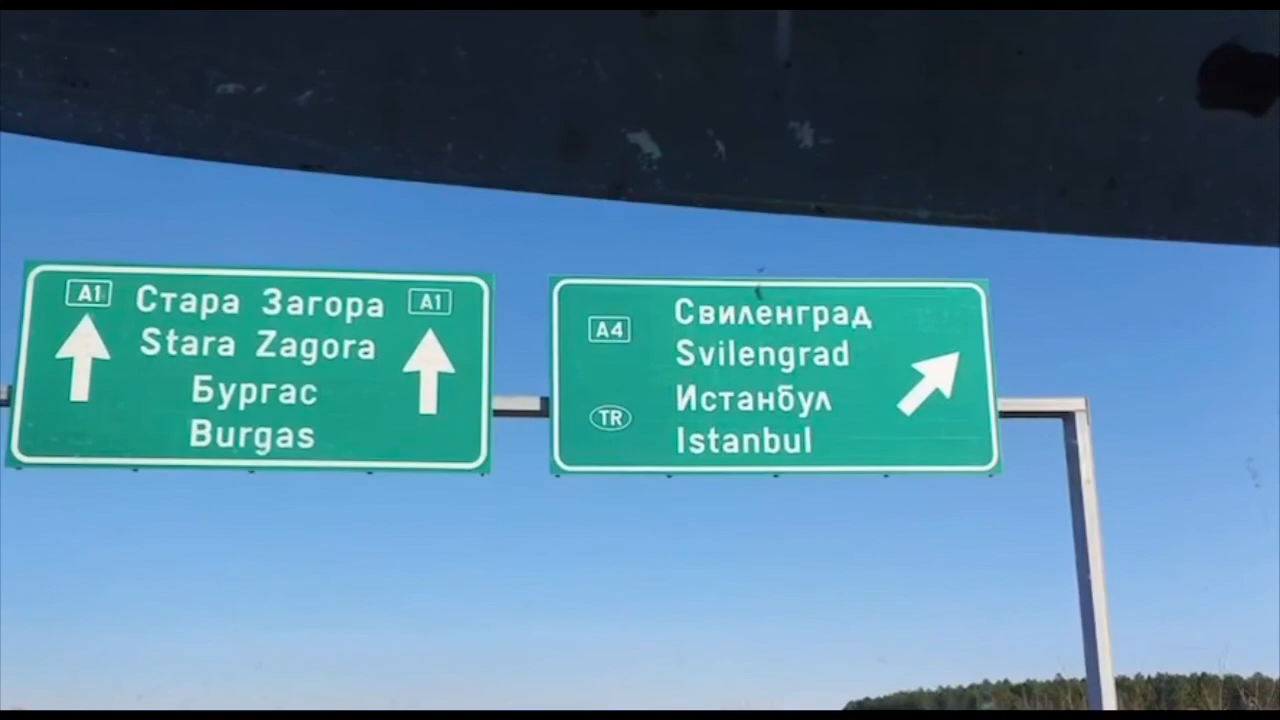 A1 Стара Загора A1
Stara Zagora
Бургас
Burgas
A4 Свиленград
Svilengrad
TR Истанбул
Istanbul